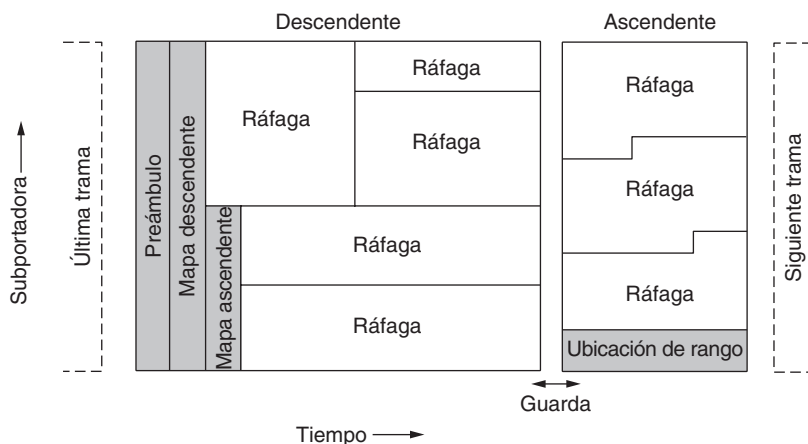 Descendente
Ascendente
Subportadora
Última trama
Preámbulo
Mapa descendente
Mapa ascendente
Ráfaga
Ráfaga
Ráfaga
Ráfaga
Ráfaga
Ráfaga
Ráfaga
Ráfaga
Ubicación de rango
Siguiente trama
Guarda
Tiempo